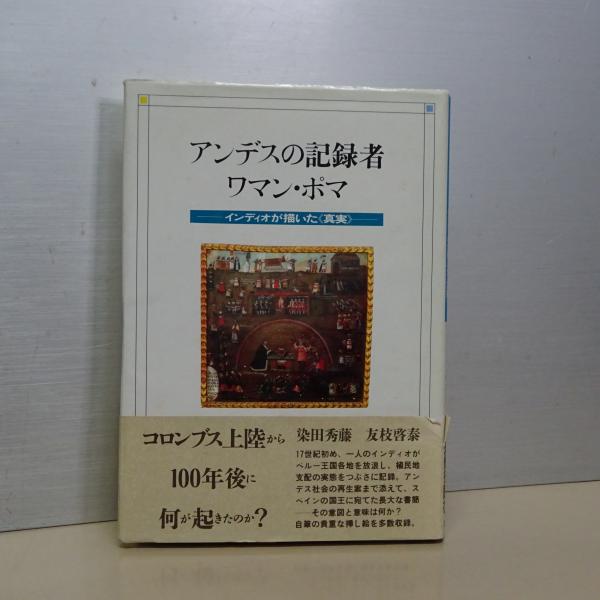 アンデスの記録者
ワマン・ポマ
インディオが描いた《真実》
コロンブス上陸から
100年後に
何が起きたのか?
染田秀藤 友枝啓泰
17世紀初め、一人のインディオが
ペルー王国各地を放浪し、植民地
支配の実態をつぶさに記録。アン
デス社会の再生案まで添えて、ス
ペインの国王に宛てた長大な書簡
―その意図と意味は何か?
自筆の貴重な挿し絵を多数収録。